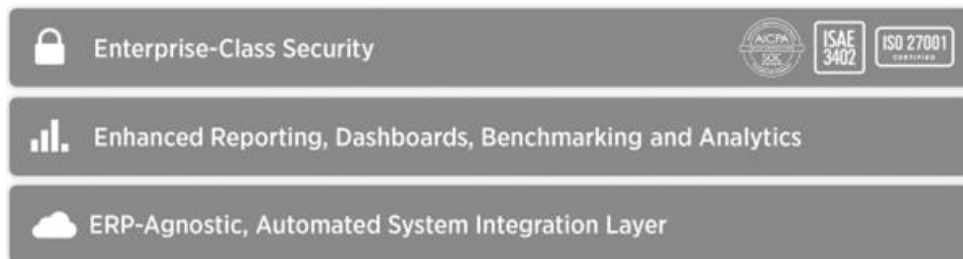 Enterprise-Class Security
AICPA
SOC
ISAE
3402
ISO 27001
CERTIFIED
Enhanced Reporting, Dashboards, Benchmarking and Analytics
ERP-Agnostic, Automated System Integration Layer